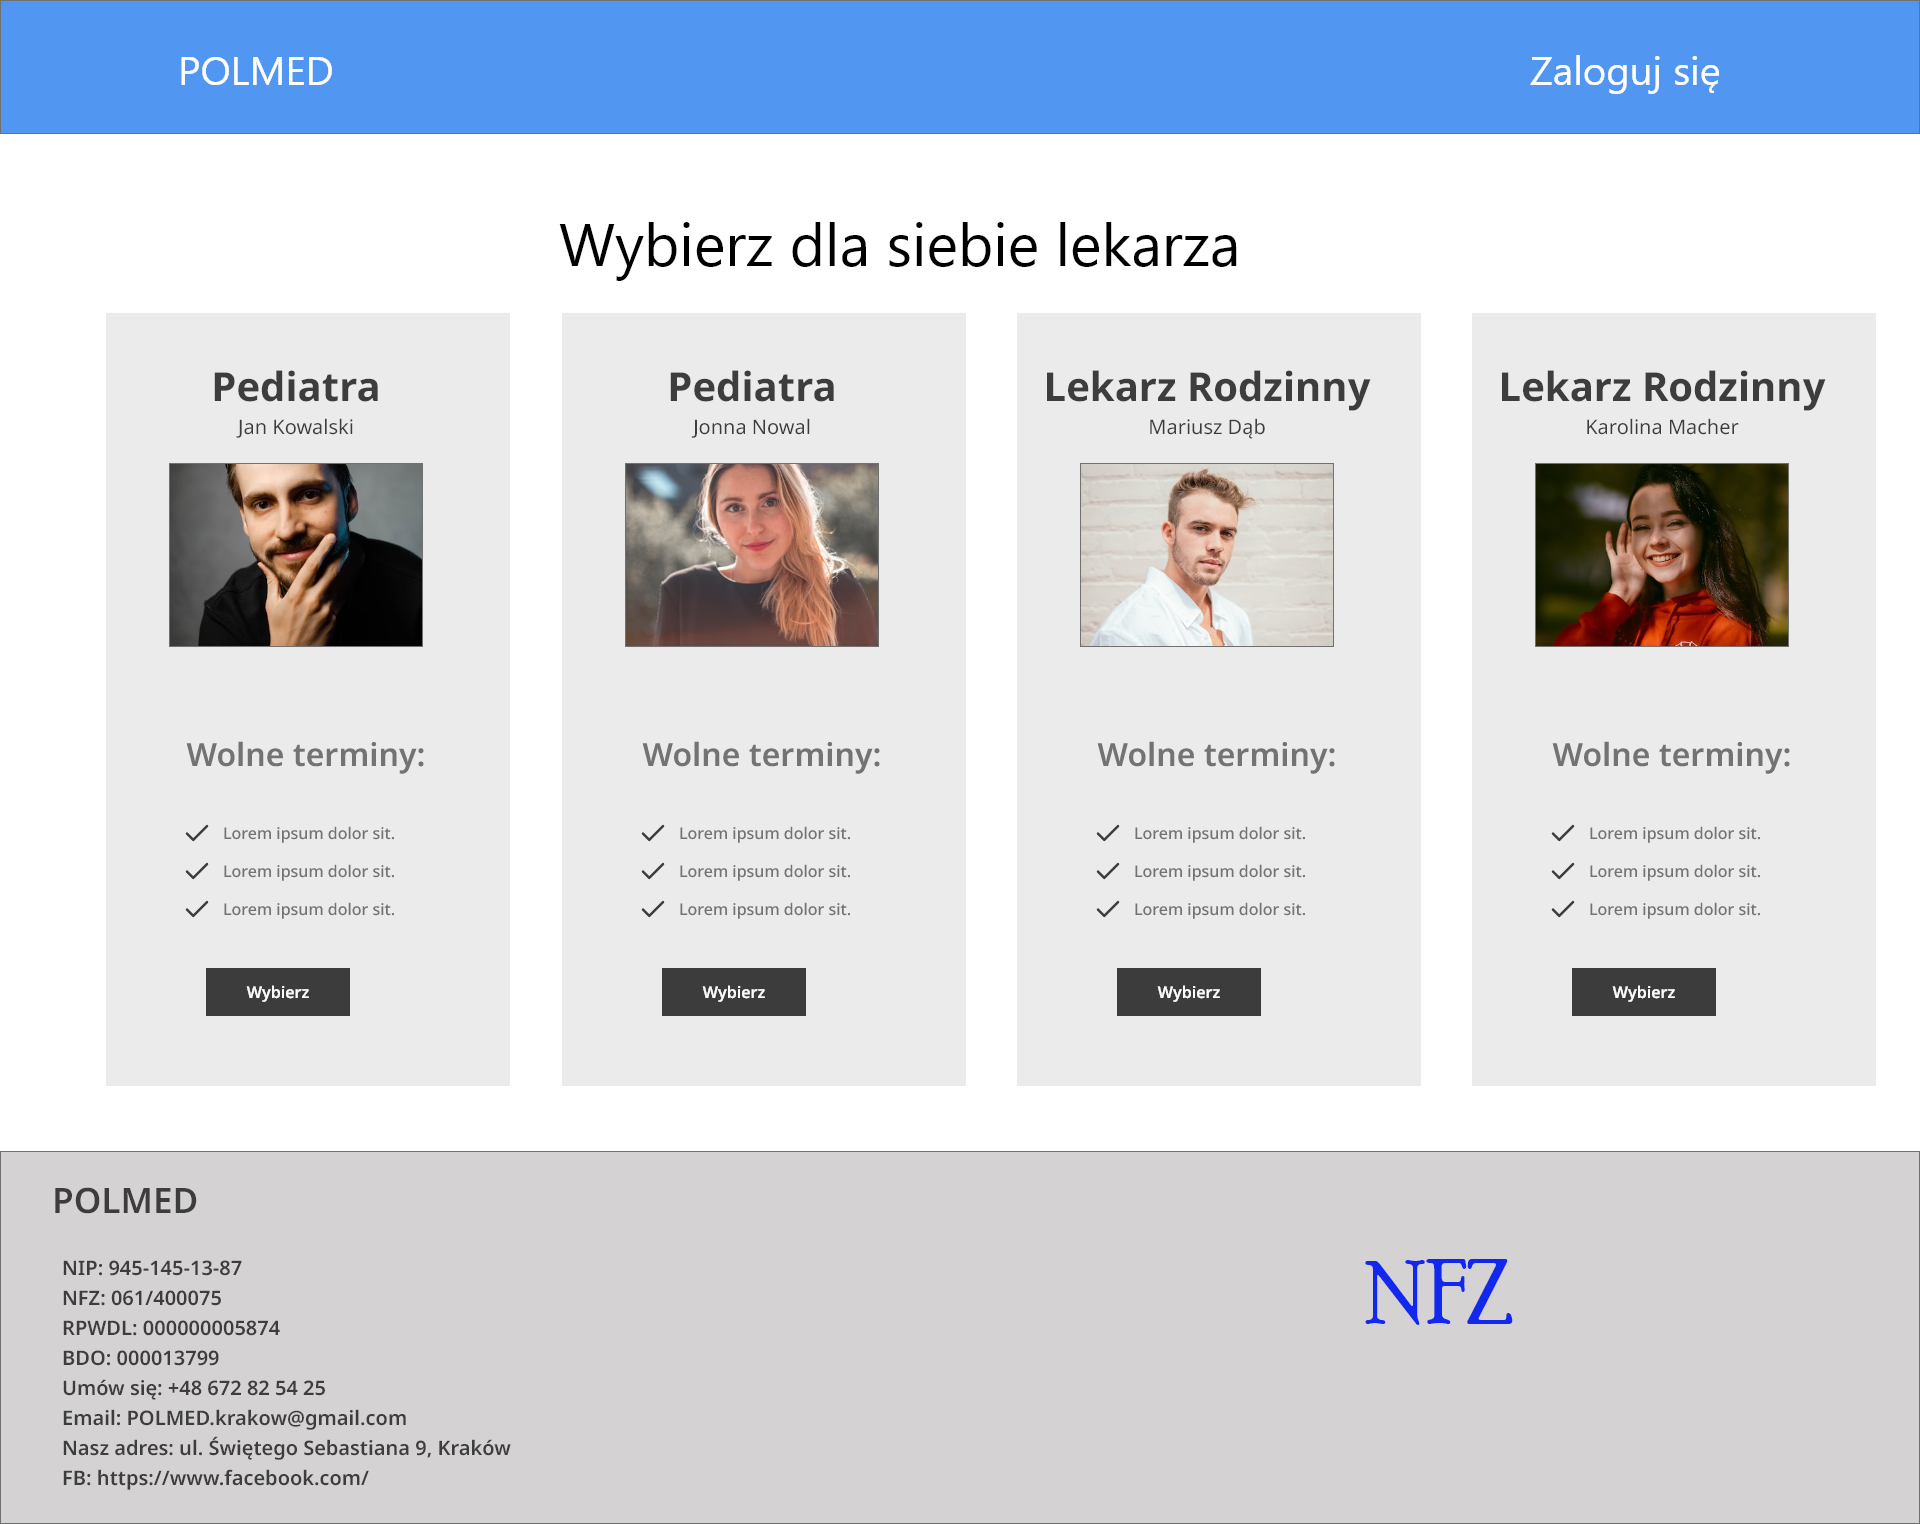 POLMED
Zaloguj się
Wybierz dla siebie lekarza
Pediatra
Jan Kowalski
Wolne terminy:
Lorem ipsum dolor sit.
Lorem ipsum dolor sit.
Lorem ipsum dolor sit.
Wybierz
Pediatra
Jonna Nowal
Wolne terminy:
Lorem ipsum dolor sit.
Lorem ipsum dolor sit.
Lorem ipsum dolor sit.
Wybierz
Lekarz Rodzinny
Mariusz Dąb
Wolne terminy:
Lorem ipsum dolor sit.
Lorem ipsum dolor sit.
Lorem ipsum dolor sit.
Wybierz
Lekarz Rodzinny
Karolina Macher
Wolne terminy:
Lorem ipsum dolor sit.
Lorem ipsum dolor sit.
Lorem ipsum dolor sit.
Wybierz
POLMED
NIP: 945-145-13-87
NFZ: 061/400075
RPWDL: 000000005874
BDO: 000013799
Umów się: +48 672 82 54 25
Email: POLMED.krakow@gmail.com
Nasz adres: ul. Świętego Sebastiana 9, Kraków
FB: https://www.facebook.com/
NFZ